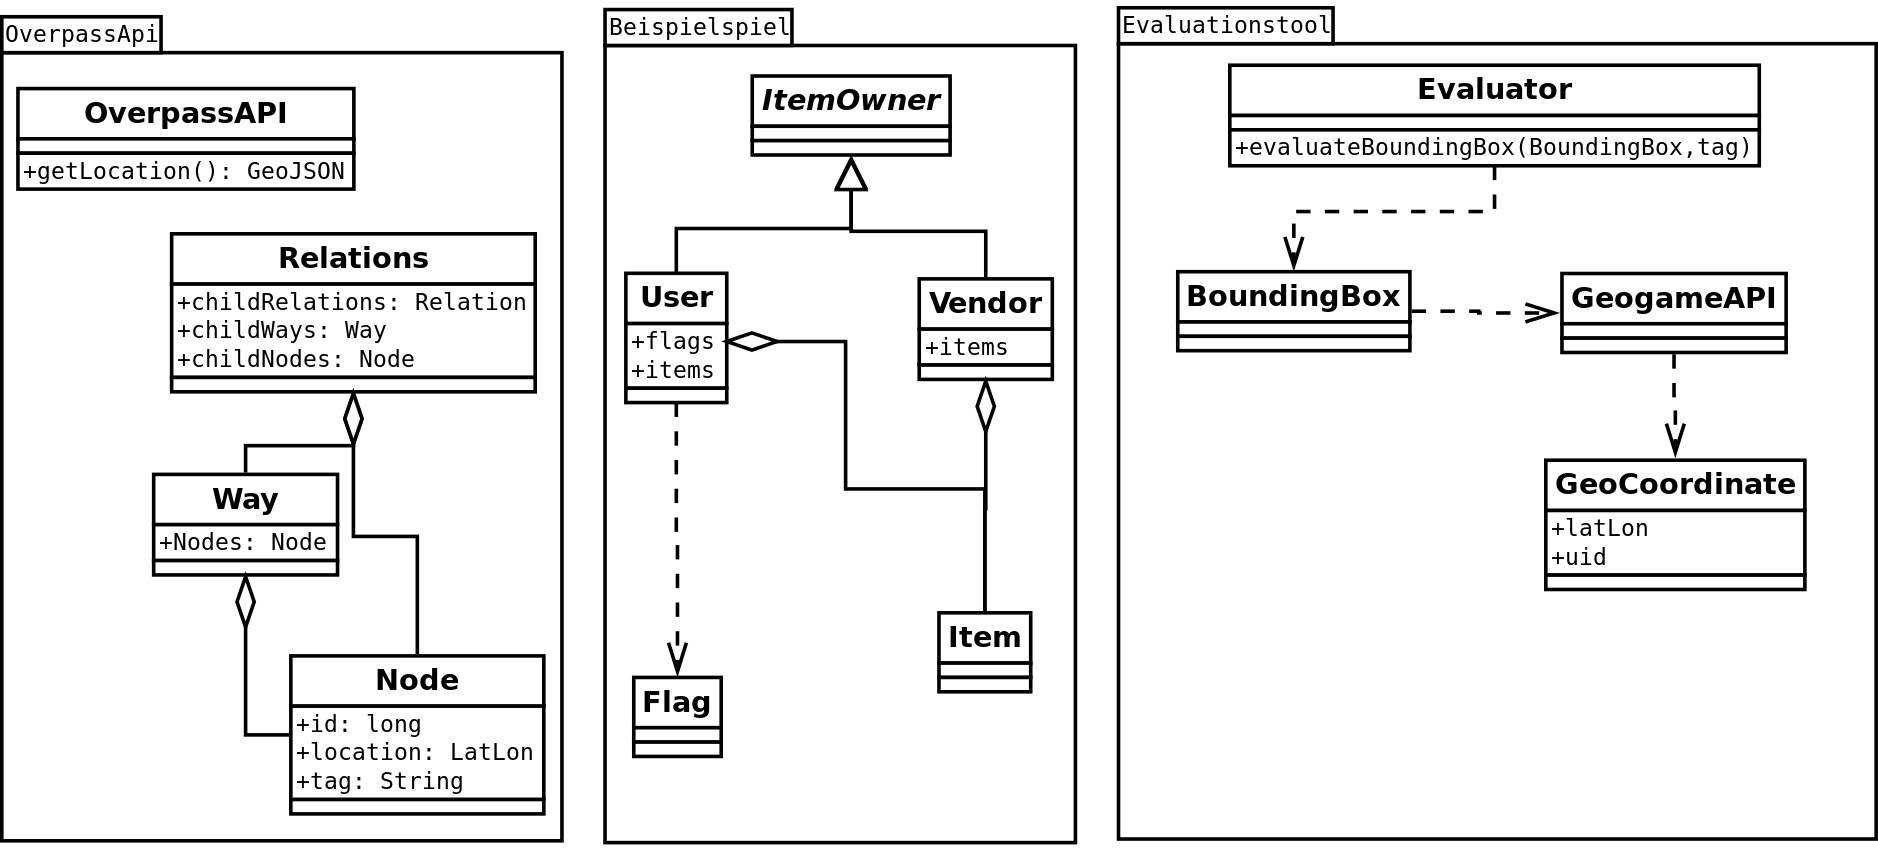 OverpassApi
OverpassAPI
+getLocation(): GeoJSON
Relations
+childRelations: Relation
+childWays: Way
+childNodes: Node
Way
+Nodes: Node
Node
+id: long
+location: LatLon
+tag: String
Beispielspiel
ItemOwner
User
+flags
+items
Vendor
+items
Item
Flag
Evaluationstool
Evaluator
+evaluateBoundingBox(BoundingBox,tag)
BoundingBox
GeogameAPI
GeoCoordinate
+latLon
+uid